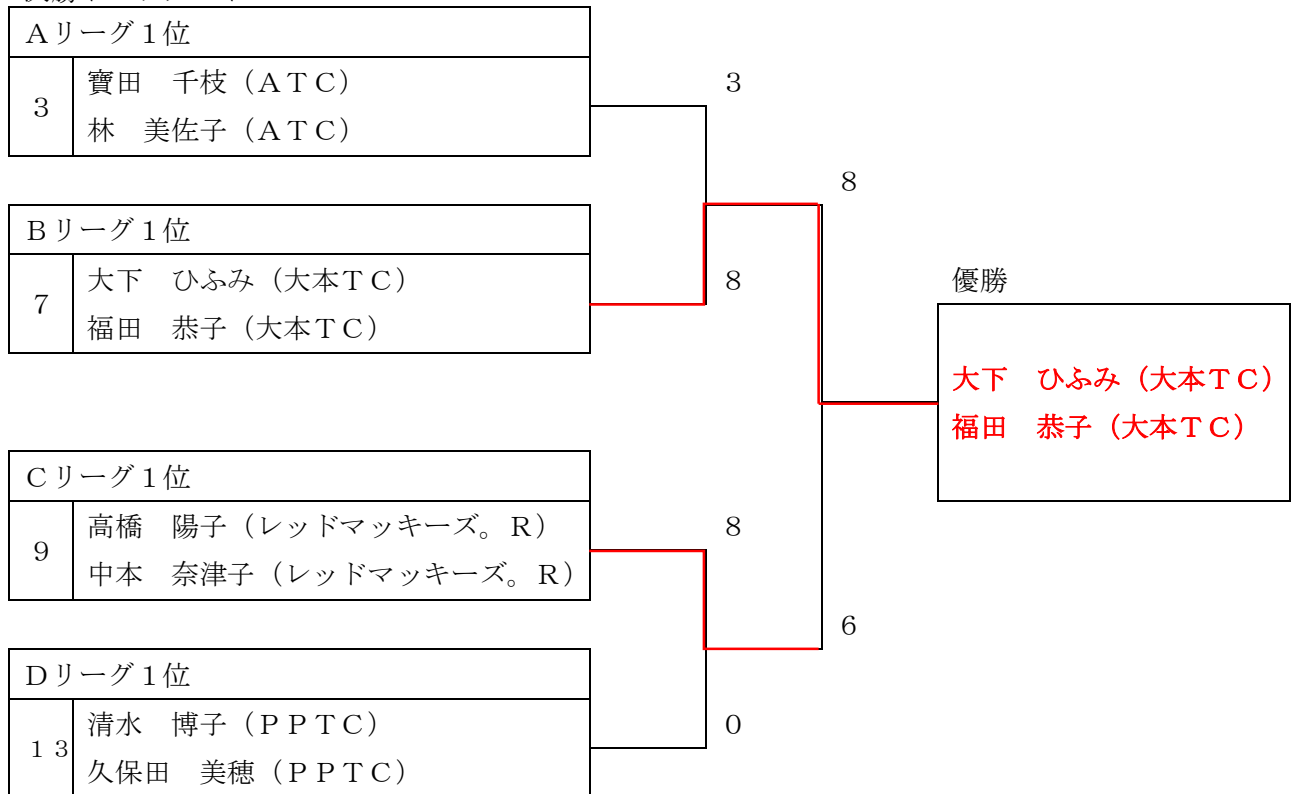 Aリーグ1位
3
寶田　千枝（ATC）
林　美佐子（ATC）
3
8
Bリーグ1位
7
大下　ひふみ（大本TC）
福田　恭子（大本TC）
8
優勝
大下　ひふみ（大本TC）
福田　恭子（大本TC）
Cリーグ1位
9
高橋　陽子（レッドマッキーズ。R）
中本　奈津子（レッドマッキーズ。R）
8
6
Dリーグ1位
13
清水　博子（PPTC）
久保田　美穂（PPTC）
0